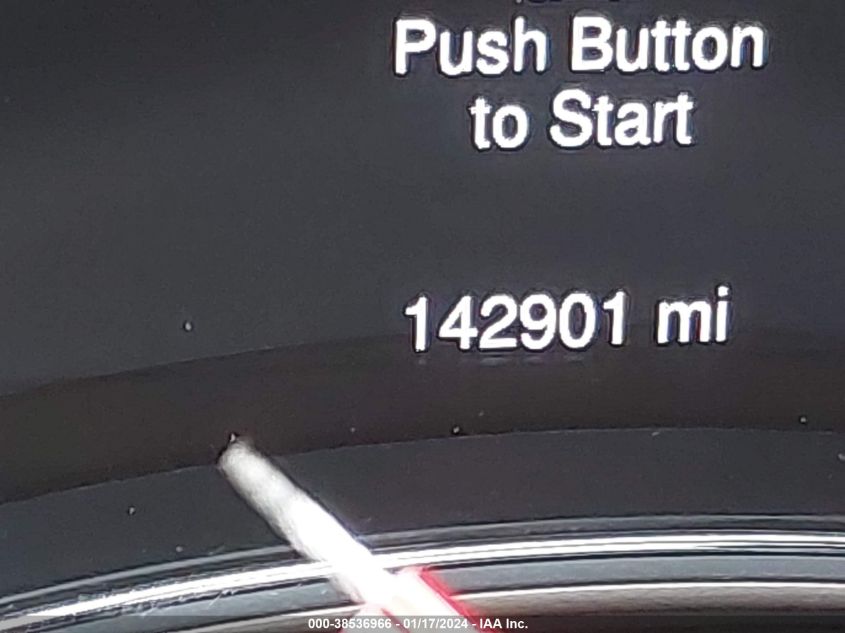 Push Button
to Start
142901 mi
000-38536966 - 01/17/2024 - IAA Inc.